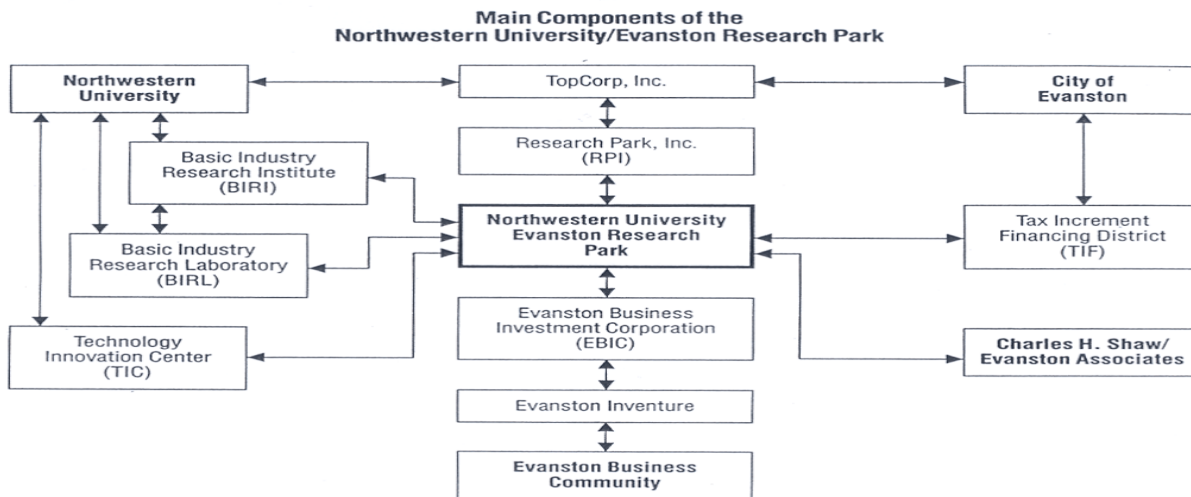 Main Components of the
Northwestern University/Evanston Research Park
Northwestern
University
TopCorp, Inc.
City of
Evanston
Research Park, Inc.
(RPI)
Basic Industry
Research Institute
(BIRI)
Northwestern University
Evanston Research
Park
Tax Increment
Financing District
(TIF)
Basic Industry
Research Laboratory
(BIRL)
Evanston Business
Investment Corporation
(EBIC)
Technology
Innovation Center
(TIC)
Charles H. Shaw/
Evanston Associates
Evanston Inventure
Evanston Business
Community